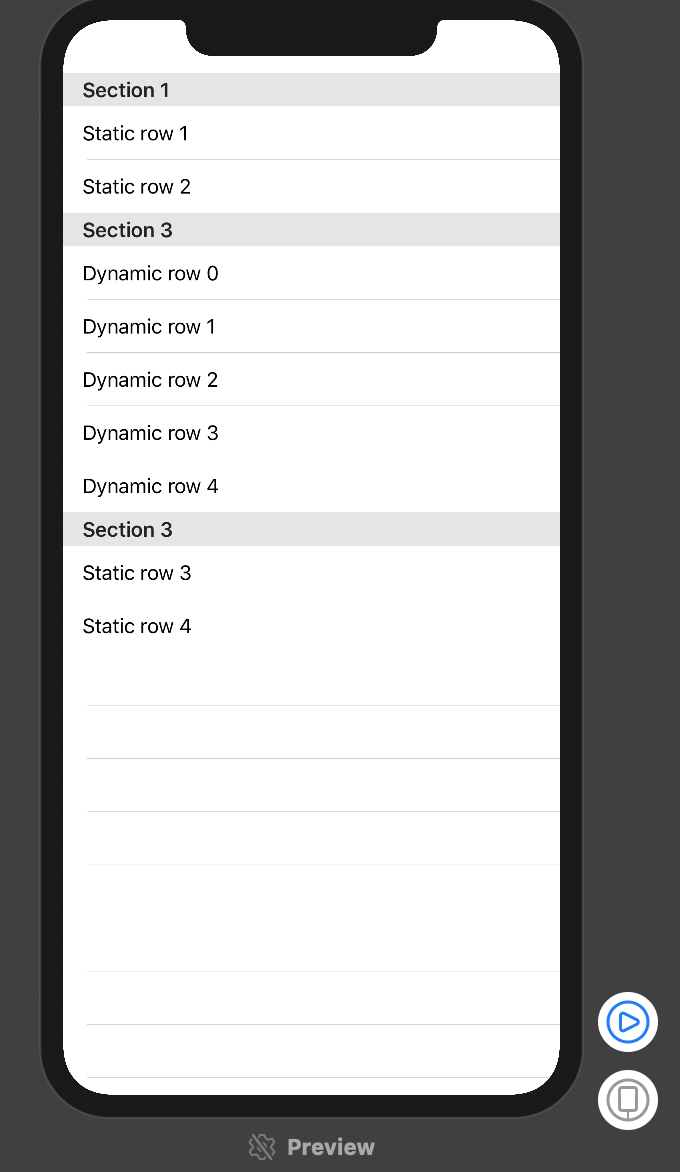 Section 1
Static row 1
Static row 2
Section 3
Dynamic row 0
Dynamic row 1
Dynamic row 2
Dynamic row 3
Dynamic row 4
Section 3
Static row 3
Static row 4
Preview